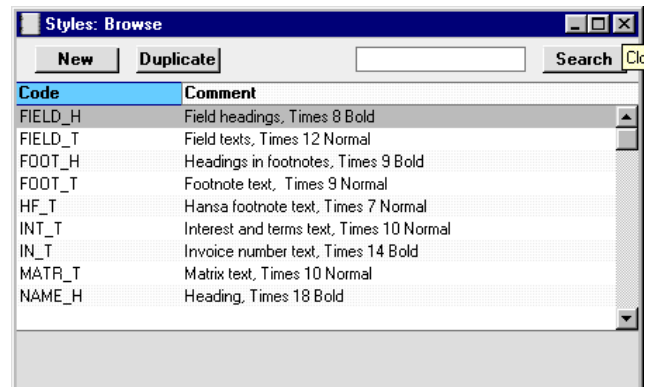 Styles: Browse
New Duplicate Search Clo
Code Comment
FIELD_H Field headings, Times 8 Bold
FIELD_T Field texts, Times 12 Normal
FOOT_H Headings in footnotes, Times 9 Bold
FOOT_T Footnote text, Times 9 Normal
HF_T Hansa footnote text, Times 7 Normal
INT_T Interest and terms text, Times 10 Normal
IN_T Invoice number text, Times 14 Bold
MATR_T Matrix text, Times 10 Normal
NAME_H Heading, Times 18 Bold